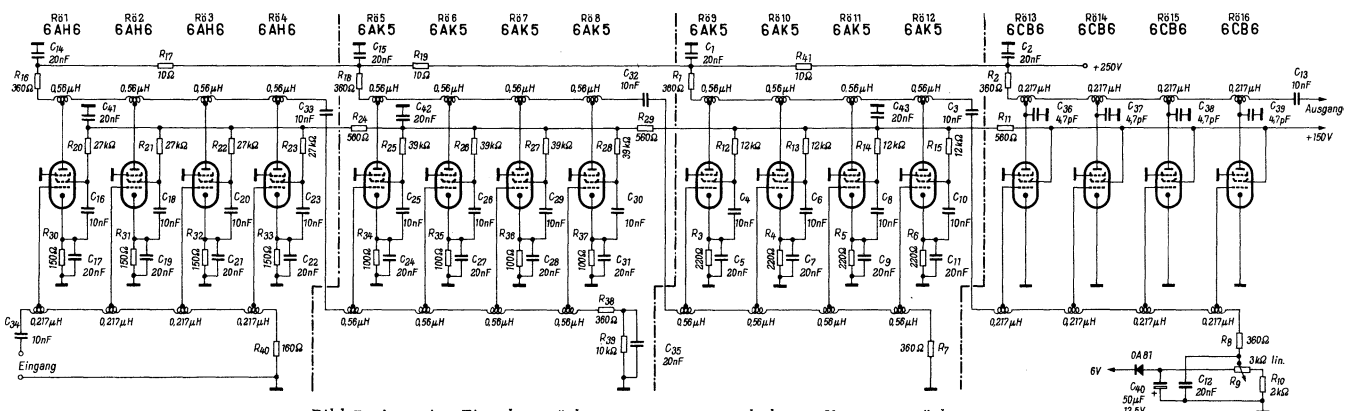 Rö1 Rö2 Rö3 Rö4 Rö5 Rö6 Rö7 Rö8 Rö9 Rö10 Rö11 Rö12 Rö13 Rö14 Rö15 Rö16
6AH6 6AH6 6AH6 6AH6 6AK5 6AK5 6AK5 6AK5 6AK5 6AK5 6AK5 6AK5 6CB6 6CB6 6CB6 6CB6
C14 20nF
R17 10Ω
C15 20nF
R19 10Ω
C1 20nF
R41 10Ω
C2 20nF
+250V
R16 360Ω
R18 360Ω
C32 10nF
R1 360Ω
R2 360Ω
C13 10nF
0,56µH 0,56µH 0,56µH 0,56µH 0,56µH 0,56µH 0,56µH 0,56µH 0,56µH 0,56µH 0,56µH 0,56µH 0,217µH 0,217µH 0,217µH 0,217µH
C41 20nF
C33 10nF
C42 20nF
C43 20nF
C3 10nF
C36 4,7pF
C37 4,7pF
C38 4,7pF
C39 4,7pF
Ausgang
R24 560Ω
R29 560Ω
R11 560Ω
+150V
R20 27kΩ
R21 27kΩ
R22 27kΩ
R23 27kΩ
R25 39kΩ
R26 39kΩ
R27 39kΩ
R28 39kΩ
R12 12kΩ
R13 12kΩ
R14 12kΩ
R15 12kΩ
C16 10nF
C18 10nF
C20 10nF
C23 10nF
C25 10nF
C28 10nF
C29 10nF
C30 10nF
C4 10nF
C6 10nF
C8 10nF
C10 10nF
R30 150Ω
R31 150Ω
R32 150Ω
R33 150Ω
R34 100Ω
R35 100Ω
R36 100Ω
R37 100Ω
R3 220Ω
R4 220Ω
R5 220Ω
R6 220Ω
C17 20nF
C19 20nF
C21 20nF
C22 20nF
C24 20nF
C27 20nF
C28 20nF
C31 20nF
C5 20nF
C7 20nF
C9 20nF
C11 20nF
0,217µH 0,217µH 0,217µH 0,217µH 0,56µH 0,56µH 0,56µH 0,56µH 0,56µH 0,56µH 0,56µH 0,56µH 0,217µH 0,217µH 0,217µH 0,217µH
C34 10nF
R40 160Ω
R38 360Ω
R39 10kΩ
C35 20nF
360Ω R7
R8 360Ω
Eingang
6V
OA81
C40 50µF
C12 20nF
R9
3kΩ lin.
R10 2kΩ